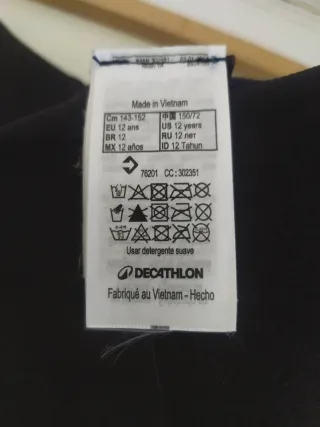 Made in Vietnam
Cm 143-152 中国 150/72
EU 12 ans US 12 years
BR 12 RU 12 лет
MX 12 años ID 12 Tahun
76201 CC:302351
Usar detergente suave
DECATHLON
Fabriqué au Vietnam - Hecho